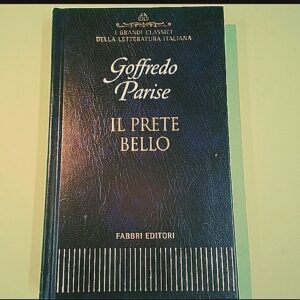 I GRANDI CLASSICI
DELLA LETTERATURA ITALIANA
Goffredo
Parise
IL PRETE
BELLO
FABBRI EDITORI